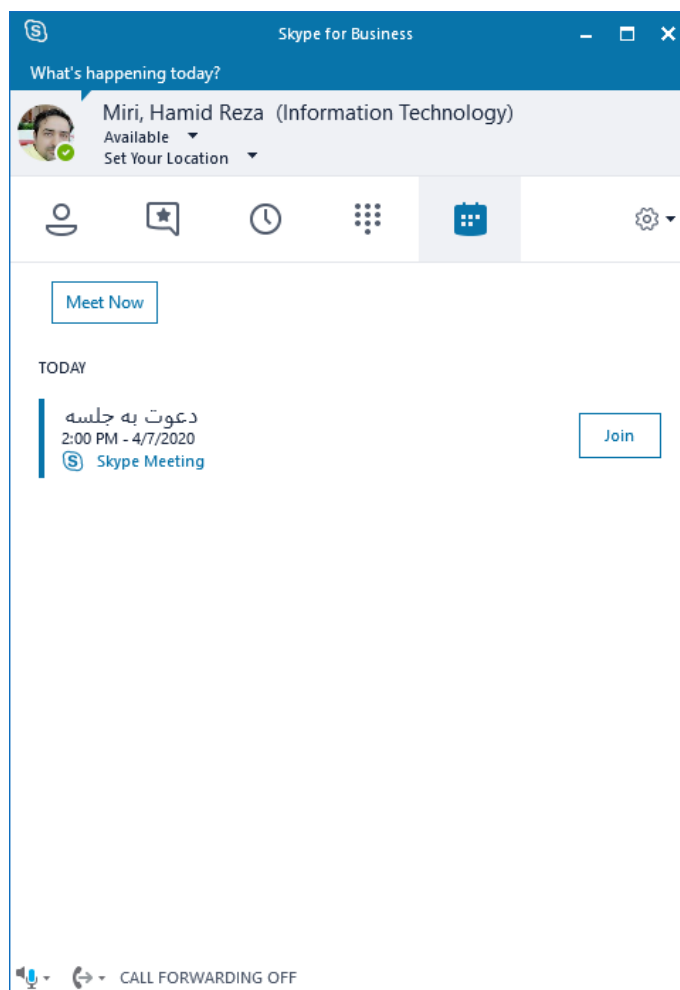 Skype for Business
What's happening today?
Miri, Hamid Reza (Information Technology)
Available
Set Your Location
Meet Now
TODAY
دعوت به جلسه
2:00 PM - 4/7/2020
Join
Skype Meeting
CALL FORWARDING OFF